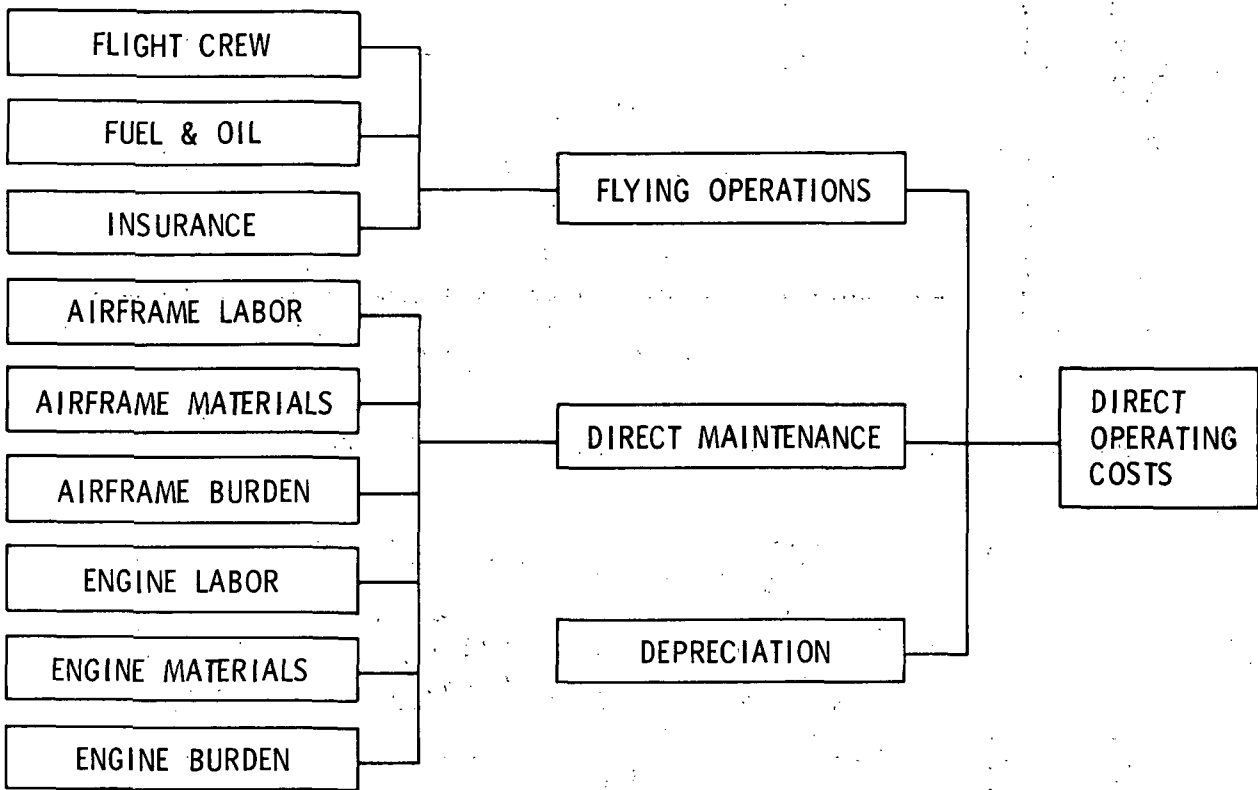 FLIGHT CREW
FUEL & OIL
INSURANCE
AIRFRAME LABOR
AIRFRAME MATERIALS
AIRFRAME BURDEN
ENGINE LABOR
ENGINE MATERIALS
ENGINE BURDEN
FLYING OPERATIONS
DIRECT MAINTENANCE
DEPRECIATION
DIRECT
OPERATING
COSTS